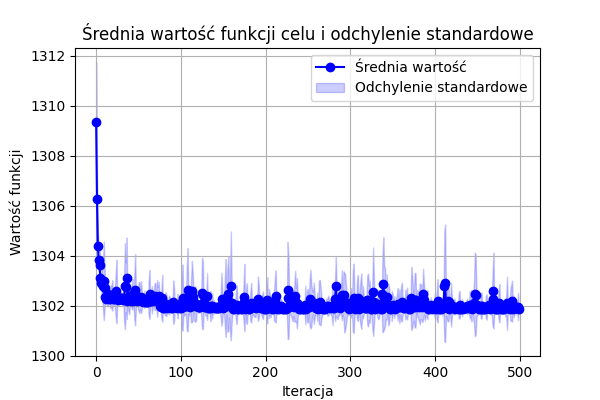 Średnia wartość funkcji celu i odchylenie standardowe
Średnia wartość
Odchylenie standardowe
Wartość funkcji
1312
1310
1308
1306
1304
1302
1300
0 100 200 300 400 500
Iteracja